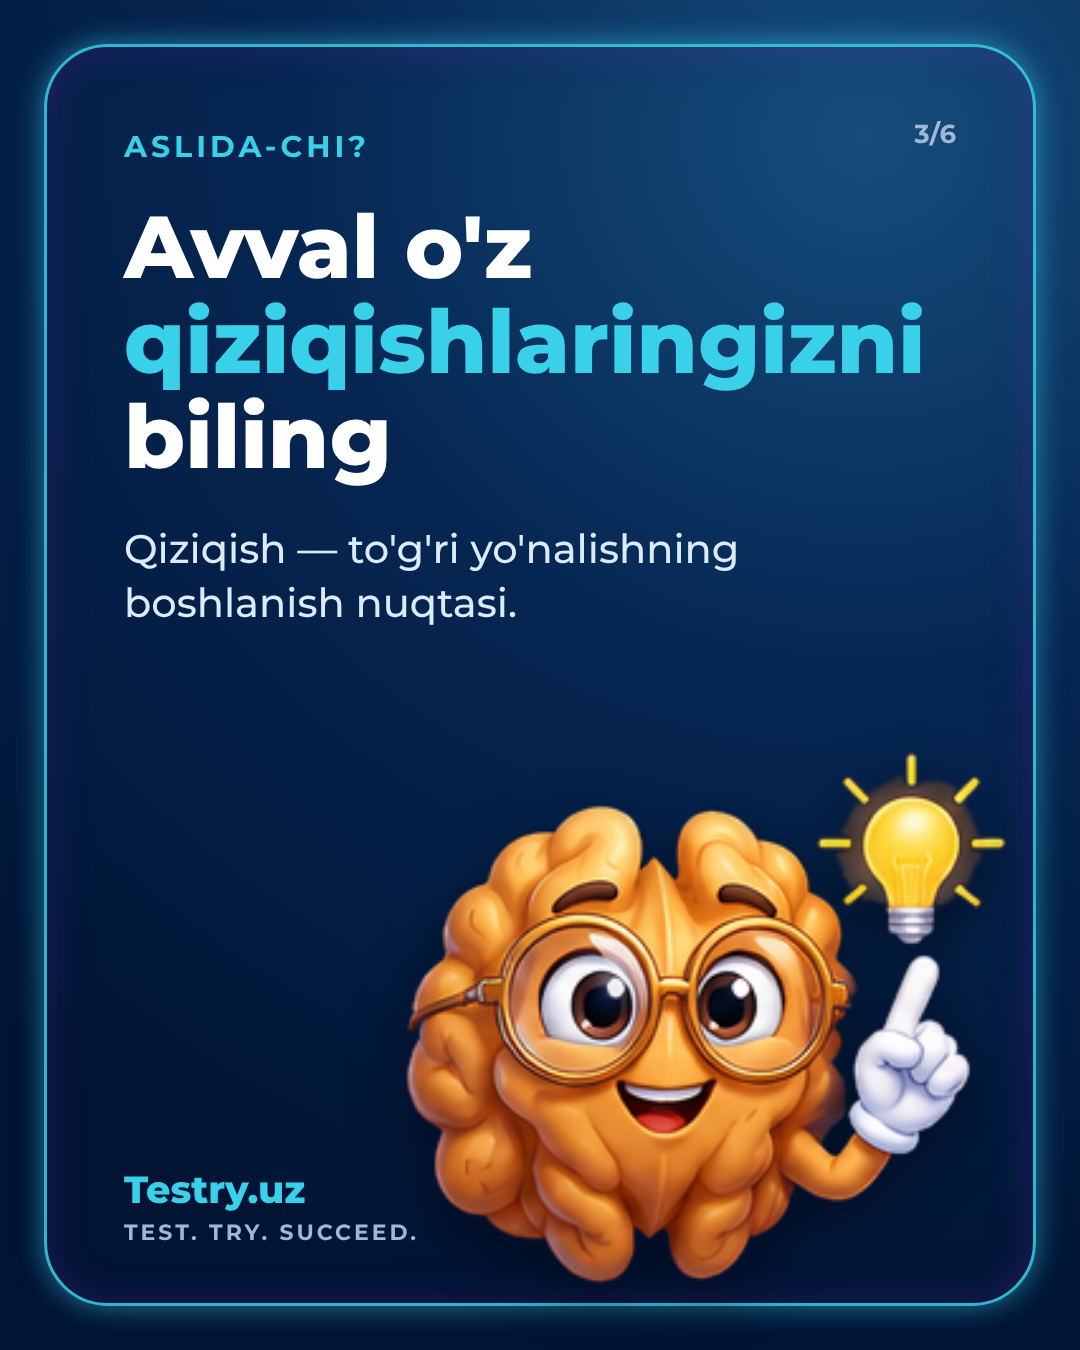 ASLIDA-CHI?
3/6
Avval o'z
qiziqishlaringizni
biling
Qiziqish — to'g'ri yo'nalishning
boshlanish nuqtasi.
Testry.uz
TEST. TRY. SUCCEED.